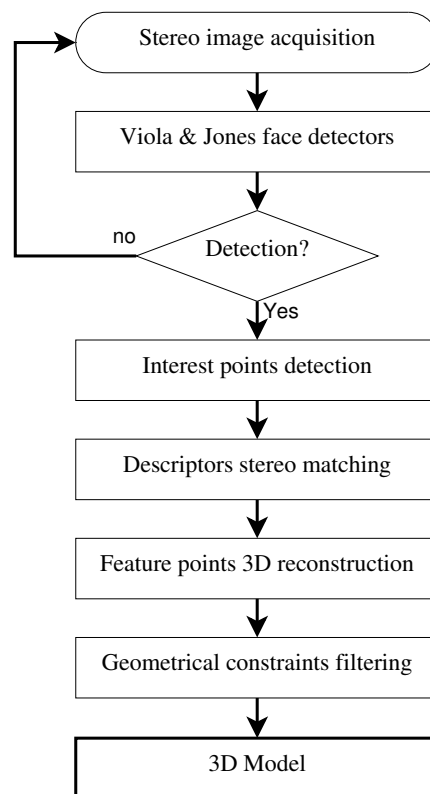 Stereo image acquisition
Viola & Jones face detectors
Detection?
no
Yes
Interest points detection
Descriptors stereo matching
Feature points 3D reconstruction
Geometrical constraints filtering
3D Model